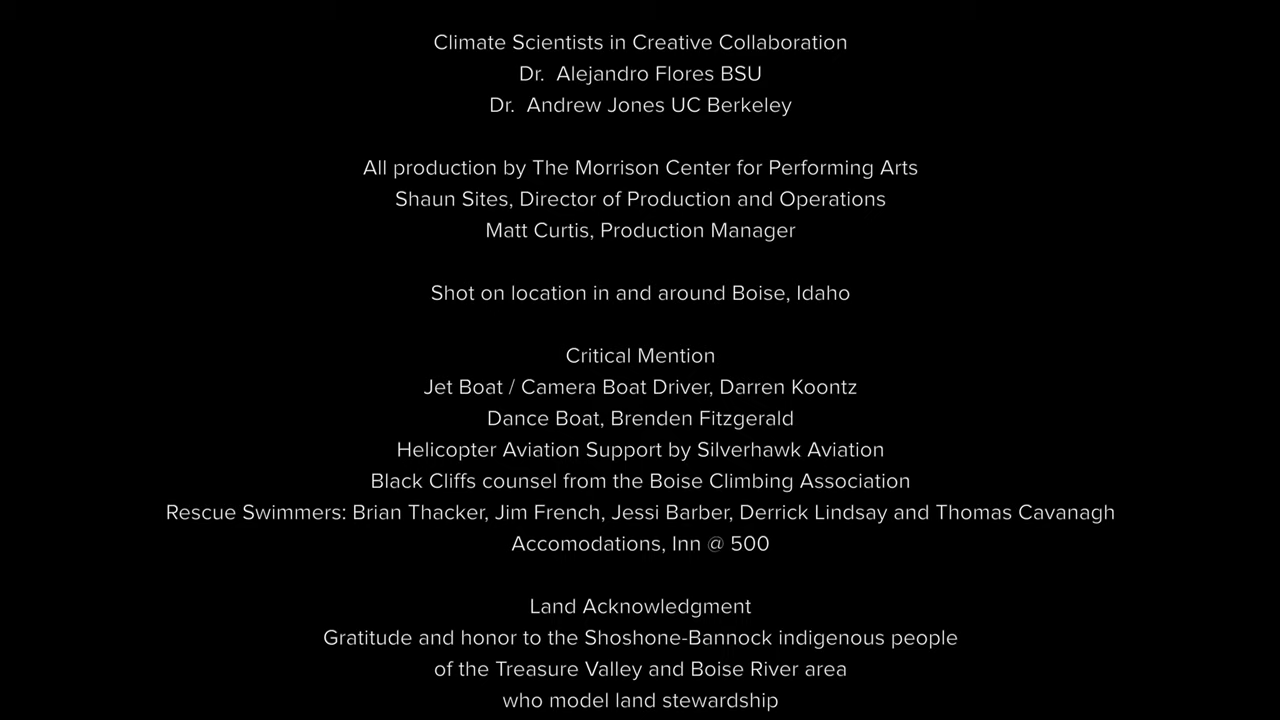 Climate Scientists in Creative Collaboration
Dr. Alejandro Flores BSU
Dr. Andrew Jones UC Berkeley
All production by The Morrison Center for Performing Arts
Shaun Sites, Director of Production and Operations
Matt Curtis, Production Manager
Shot on location in and around Boise, Idaho
Critical Mention
Jet Boat / Camera Boat Driver, Darren Koontz
Dance Boat, Brenden Fitzgerald
Helicopter Aviation Support by Silverhawk Aviation
Black Cliffs counsel from the Boise Climbing Association
Rescue Swimmers: Brian Thacker, Jim French, Jessi Barber, Derrick Lindsay and Thomas Cavanagh
Accomodations, Inn @ 500
Land Acknowledgment
Gratitude and honor to the Shoshone-Bannock indigenous people
of the Treasure Valley and Boise River area
who model land stewardship